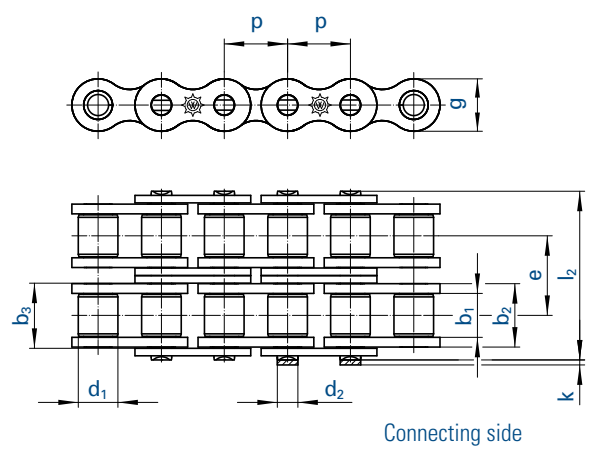 p p
g
b₃
e
l₂
b₁
b₂
d₁
d₂
k
W W
Connecting side